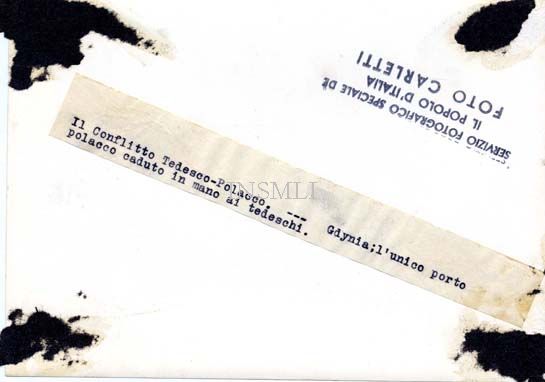 SERVIZIO FOTOGRAFICO SPECIALE DE
IL POPOLO D'ITALIA
FOTO CARLETTI
Il Conflitto Tedesco-Polacco. --- Gdynia;l'unico porto
polacco caduto in mano ai tedeschi.
INSMLI